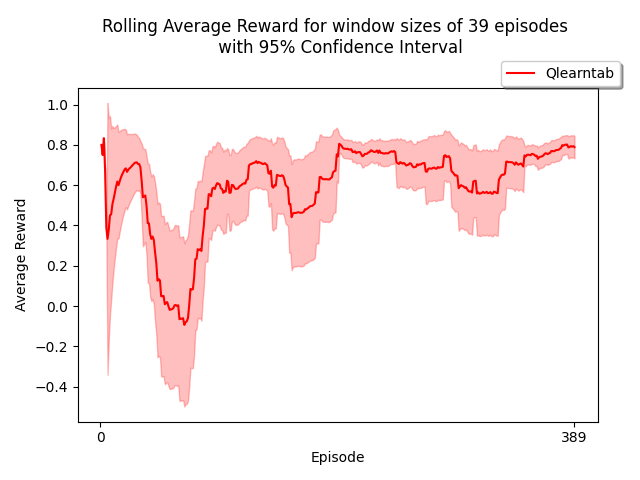 Rolling Average Reward for window sizes of 39 episodes
with 95% Confidence Interval
Qlearntab
Average Reward
1.0
0.8
0.6
0.4
0.2
0.0
−0.2
−0.4
0
389
Episode